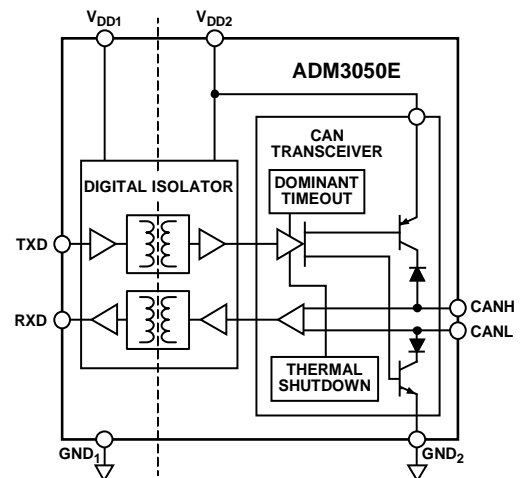 VDD1
VDD2
ADM3050E
CAN
TRANSCEIVER
DIGITAL ISOLATOR
DOMINANT
TIMEOUT
TXD
RXD
CANH
CANL
THERMAL
SHUTDOWN
GND1
GND2